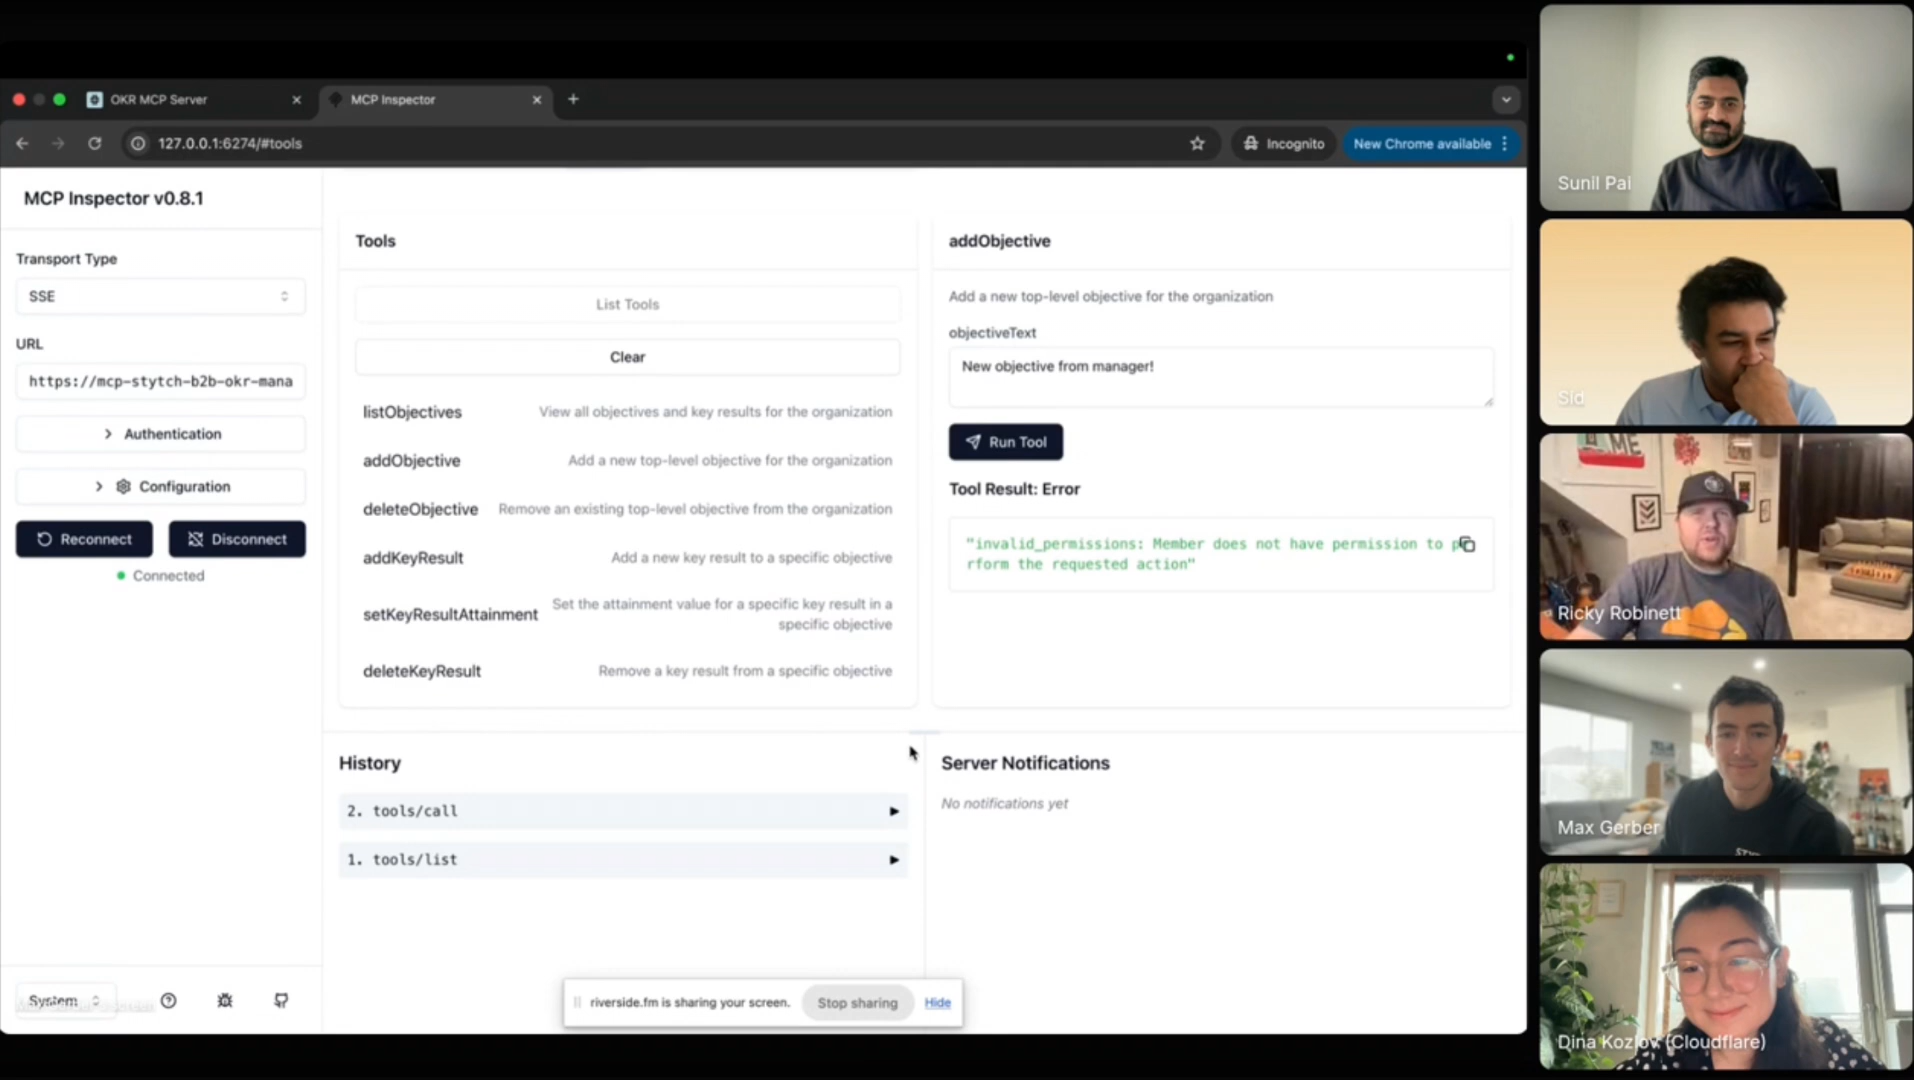 OKR MCP Server
MCP Inspector
127.0.0.1:6274/#tools
Incognito
New Chrome available
MCP Inspector v0.8.1
Transport Type
SSE
URL
https://mcp-stytch-b2b-okr-mana
Authentication
Configuration
Reconnect
Disconnect
Connected
System
Tools
List Tools
Clear
listObjectives View all objectives and key results for the organization
addObjective Add a new top-level objective for the organization
deleteObjective Remove an existing top-level objective from the organization
addKeyResult Add a new key result to a specific objective
setKeyResultAttainment Set the attainment value for a specific key result in a
specific objective
deleteKeyResult Remove a key result from a specific objective
addObjective
Add a new top-level objective for the organization
objectiveText
New objective from manager!
Run Tool
Tool Result: Error
"invalid_permissions: Member does not have permission to p
rform the requested action"
History
2. tools/call
1. tools/list
Server Notifications
No notifications yet
riverside.fm is sharing your screen.
Stop sharing
Hide
Sunil Pai
Sid
Ricky Robinett
Max Gerber
Dina Kozlov (Cloudflare)